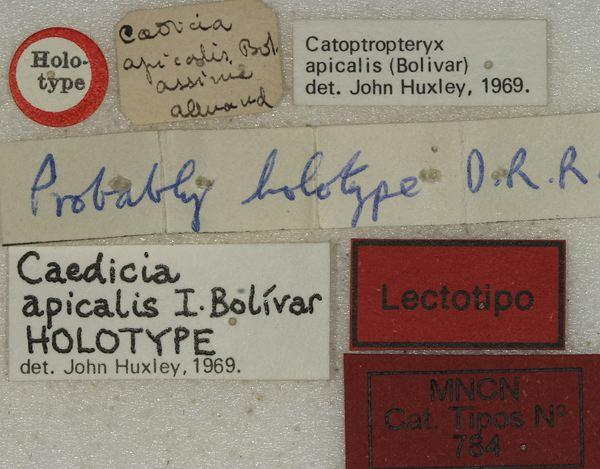 Holo-
type
Caedicia
apicalis Bol.
Catoptropteryx
apicalis (Bolivar)
det. John Huxley, 1969.
Probably holotype D.R.R.
Caedicia
apicalis I. Bolívar
HOLOTYPE
det. John Huxley, 1969.
Lectotipo
MNCN
Cat. Tipos Nº
784